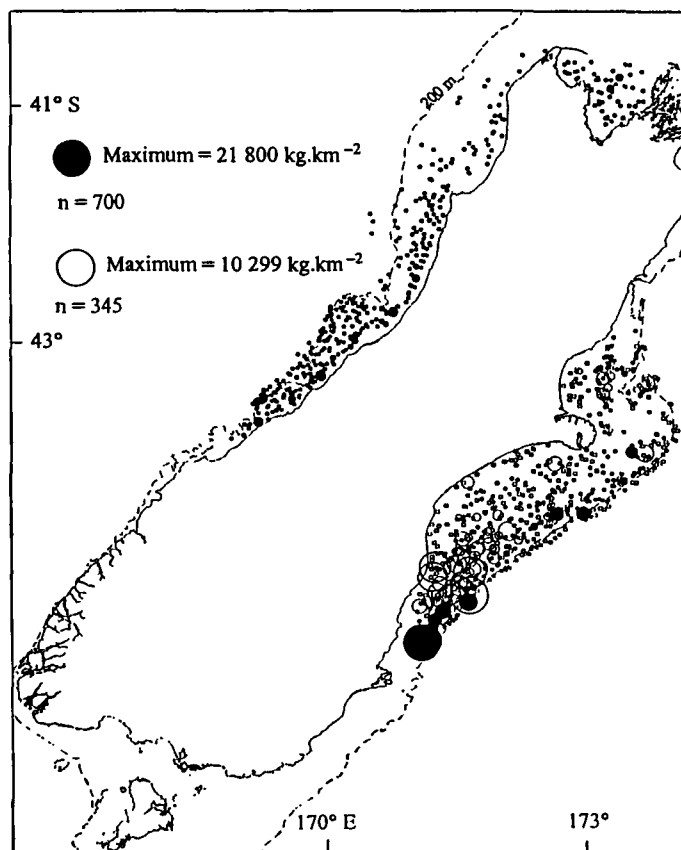 200 m
41° S
Maximum = 21 800 kg.km⁻²
n = 700
Maximum = 10 299 kg.km⁻²
n = 345
43°
170° E
173°